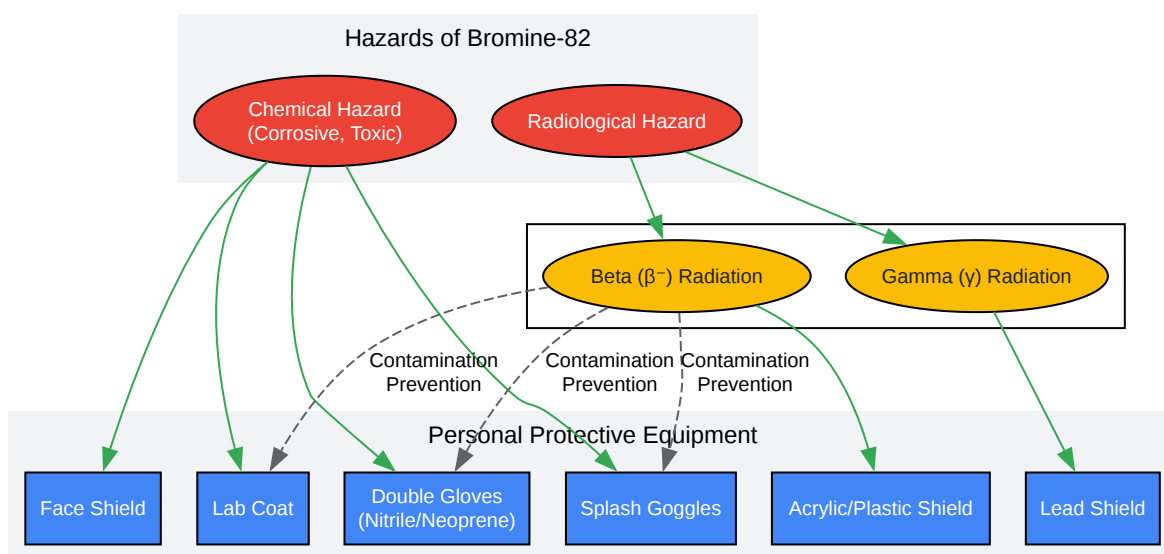 Hazards of Bromine-82
Chemical Hazard
(Corrosive, Toxic)
Radiological Hazard
Beta (β⁻) Radiation
Gamma (γ) Radiation
Contamination
Prevention
Contamination
Prevention
Contamination
Prevention
Personal Protective Equipment
Face Shield
Lab Coat
Double Gloves
(Nitrile/Neoprene)
Splash Goggles
Acrylic/Plastic Shield
Lead Shield